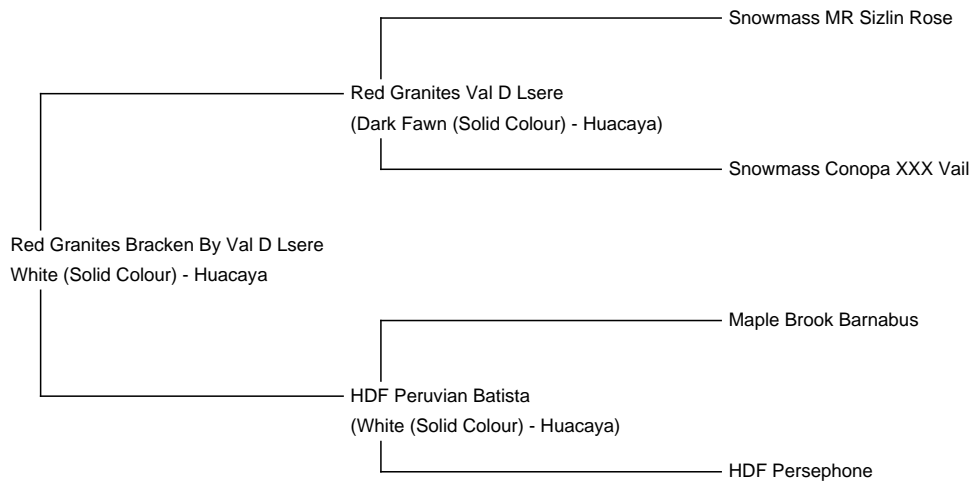 Snowmass MR Sizlin Rose
Red Granites Val D Lsere
(Dark Fawn (Solid Colour) - Huacaya)
Snowmass Conopa XXX Vail
Red Granites Bracken By Val D Lsere
White (Solid Colour) - Huacaya
Maple Brook Barnabus
HDF Peruvian Batista
(White (Solid Colour) - Huacaya)
HDF Persephone